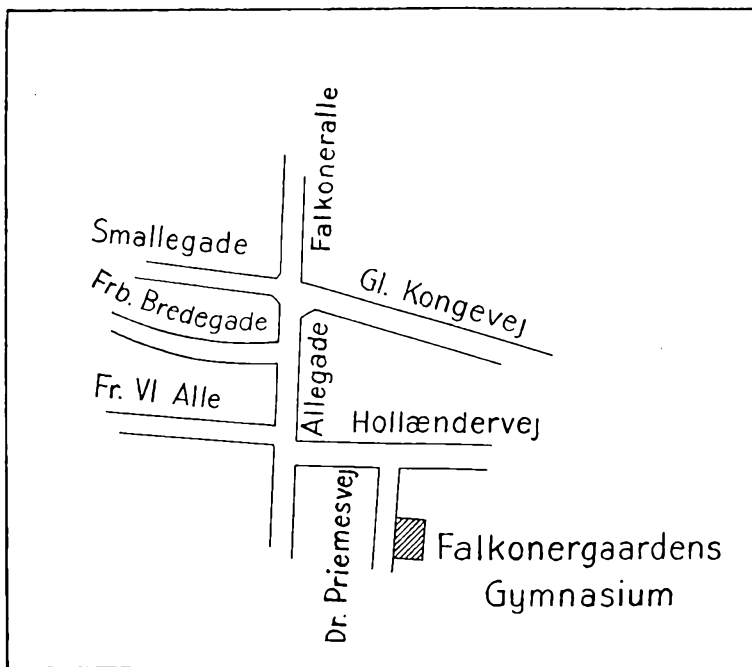 Falkoneralle
Smallegade
Gl. Kongevej
Frb. Bredegade
Allegade
Fr. VI Alle
Hollændervej
Dr. Priemesvej
Falkonergaardens
Gymnasium